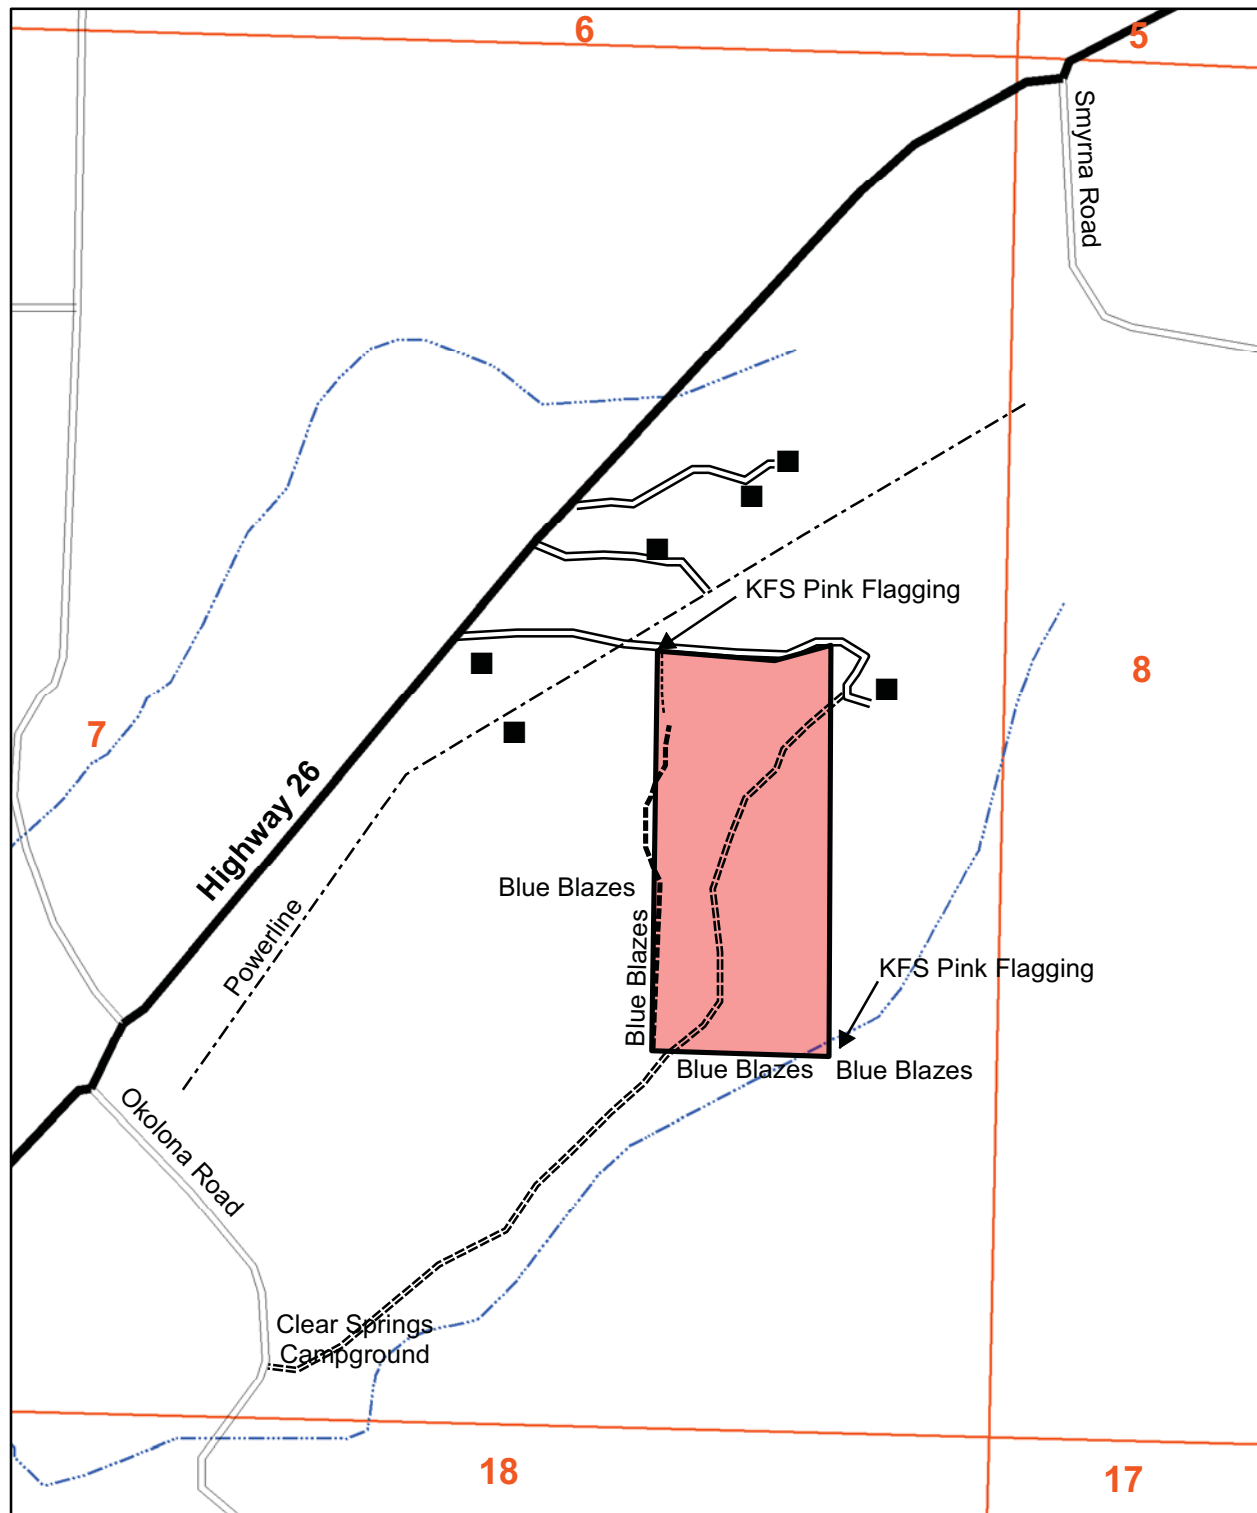 6
5
Smyrna Road
KFS Pink Flagging
8
7
Highway 26
Blue Blazes
Powerline
Blue Blazes
KFS Pink Flagging
Blue Blazes
Blue Blazes
Okolona Road
Clear Springs
Campground
18
17